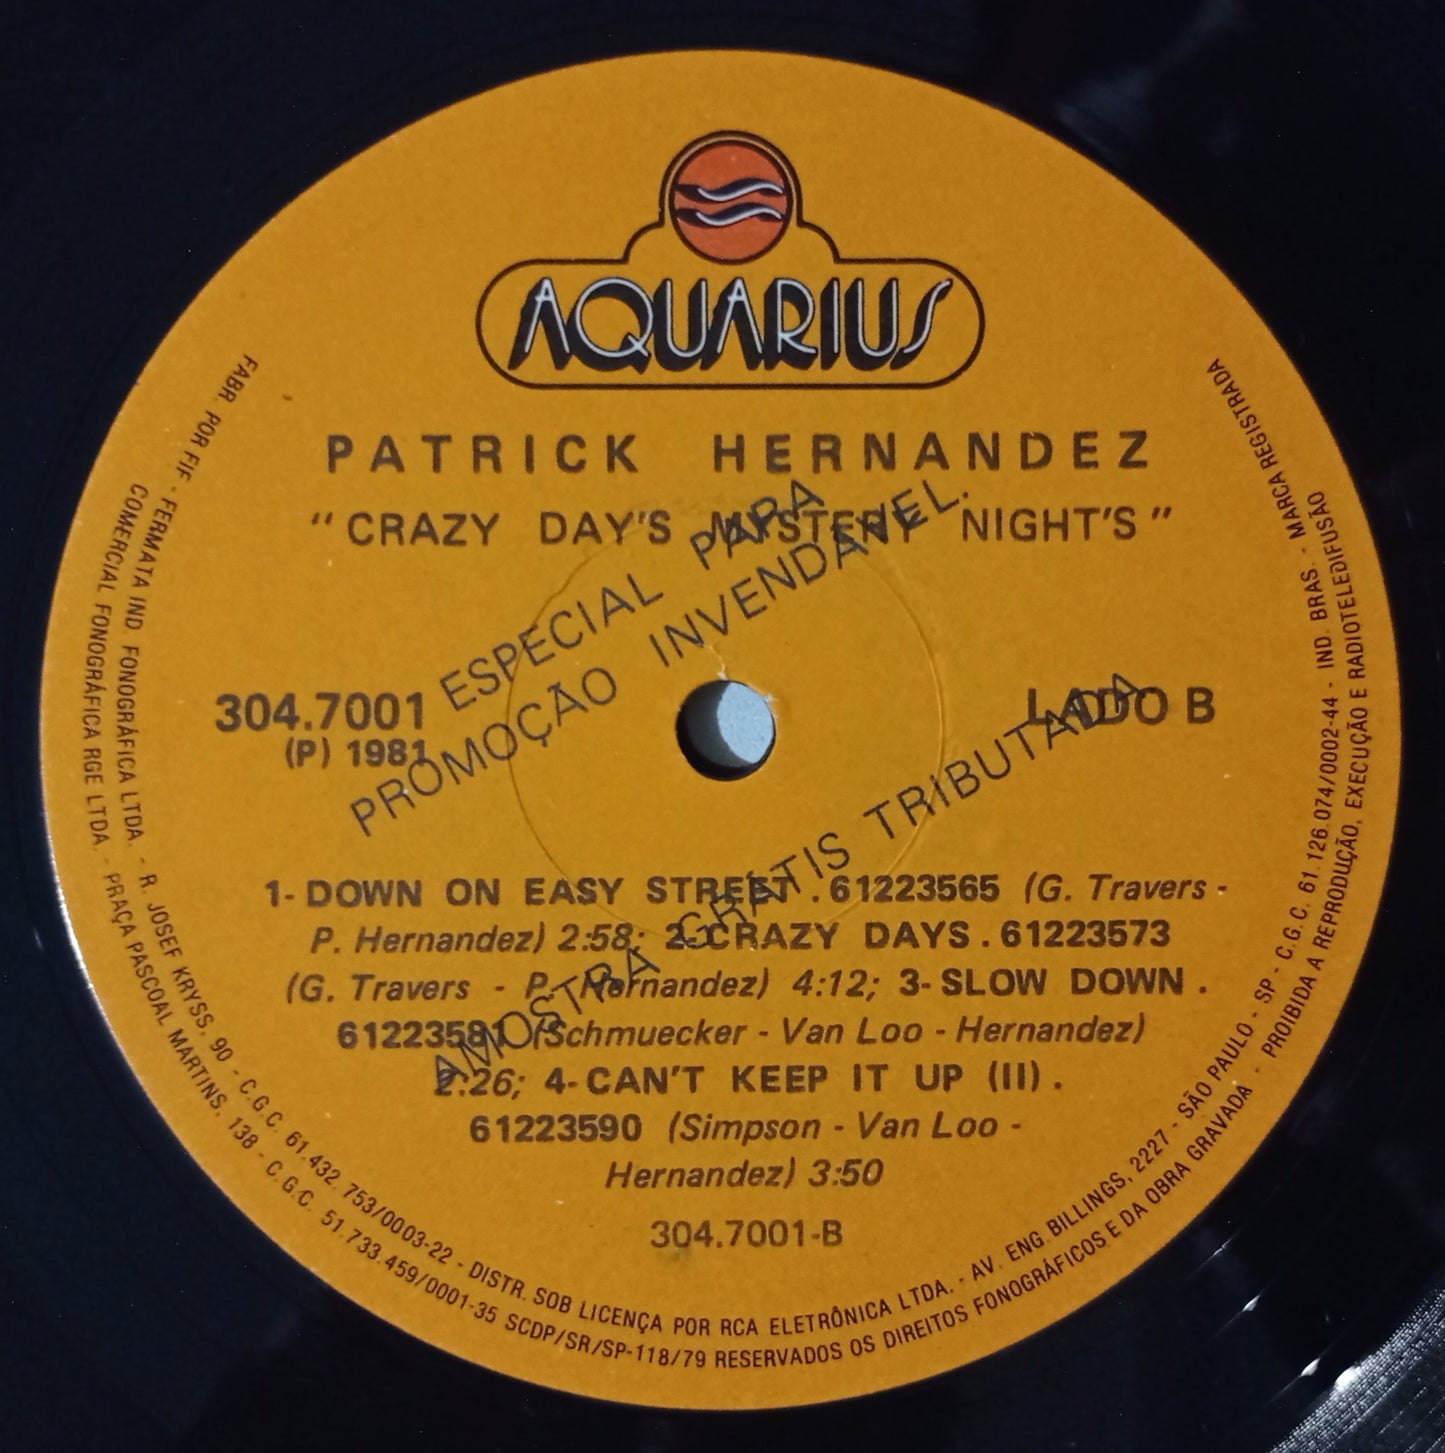 AQUARIUS
PATRICK HERNANDEZ
"CRAZY DAY'S MYSTERY NIGHT'S"
ESPECIAL PARA
PROMOÇÃO INVENDAVEL.
AMOSTRA GRÁTIS TRIBUTADA
304.7001
(P) 1981
LADO B
1- DOWN ON EASY STREET . 61223565 (G. Travers -
P. Hernandez) 2:58; 2- CRAZY DAYS . 61223573
(G. Travers - P. Hernandez) 4:12; 3- SLOW DOWN .
61223581 (Schmuecker - Van Loo - Hernandez)
2:26; 4- CAN'T KEEP IT UP (II) .
61223590 (Simpson - Van Loo -
Hernandez) 3:50
304.7001-B
FABR. POR FIF - FERMATA IND. FONOGRÁFICA LTDA. - R. JOSEF KRYSS, 90 - C.G.C. 61.432.753/0003-22 - DISTR. SOB LICENÇA POR RCA ELETRÔNICA LTDA. - AV. ENG BILLINGS, 2227 - SÃO PAULO - SP - C.G.C. 61.126.074/0002-44 - IND. BRAS. - MARCA REGISTRADA
COMERCIAL FONOGRÁFICA RGE LTDA. - PRAÇA PASCOAL MARTINS, 138 - C.G.C. 51.733.459/0001-35 SCDP/SR/SP-118/79 RESERVADOS OS DIREITOS FONOGRÁFICOS E DA OBRA GRAVADA - PROIBIDA A REPRODUÇÃO, EXECUÇÃO E RADIOTELEDIFUSÃO